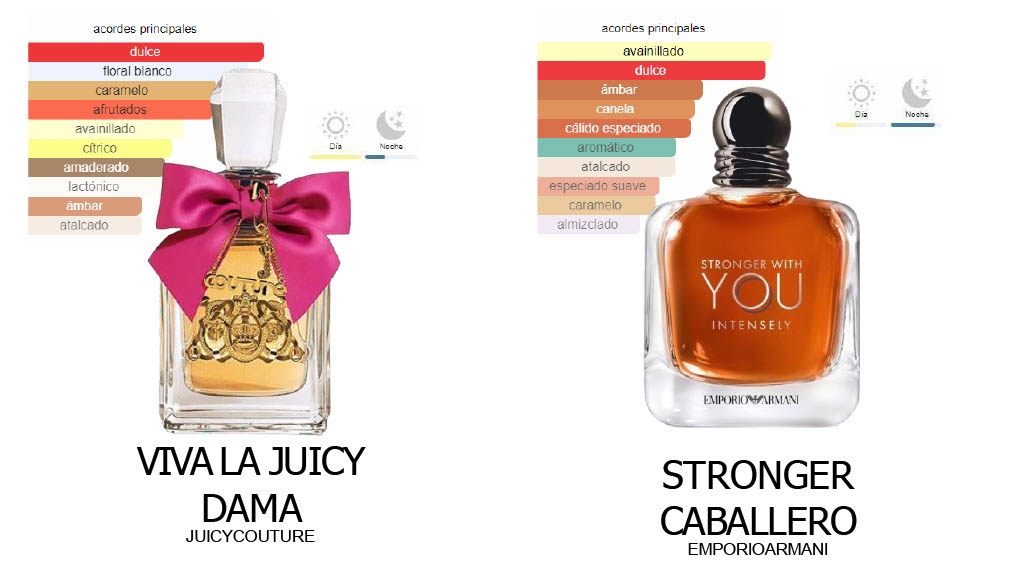 acordes principales
dulce
floral blanco
caramelo
afrutados
avainillado
cítrico
amaderado
lactónico
ámbar
atalcado
Día
Noche
COUTURE
VIVA LA JUICY
DAMA
JUICYCOUTURE
acordes principales
avainillado
dulce
ámbar
canela
cálido especiado
aromático
atalcado
especiado suave
caramelo
almizclado
Día
Noche
STRONGER WITH
YOU
INTENSELY
EMPORIO ARMANI
STRONGER
CABALLERO
EMPORIOARMANI